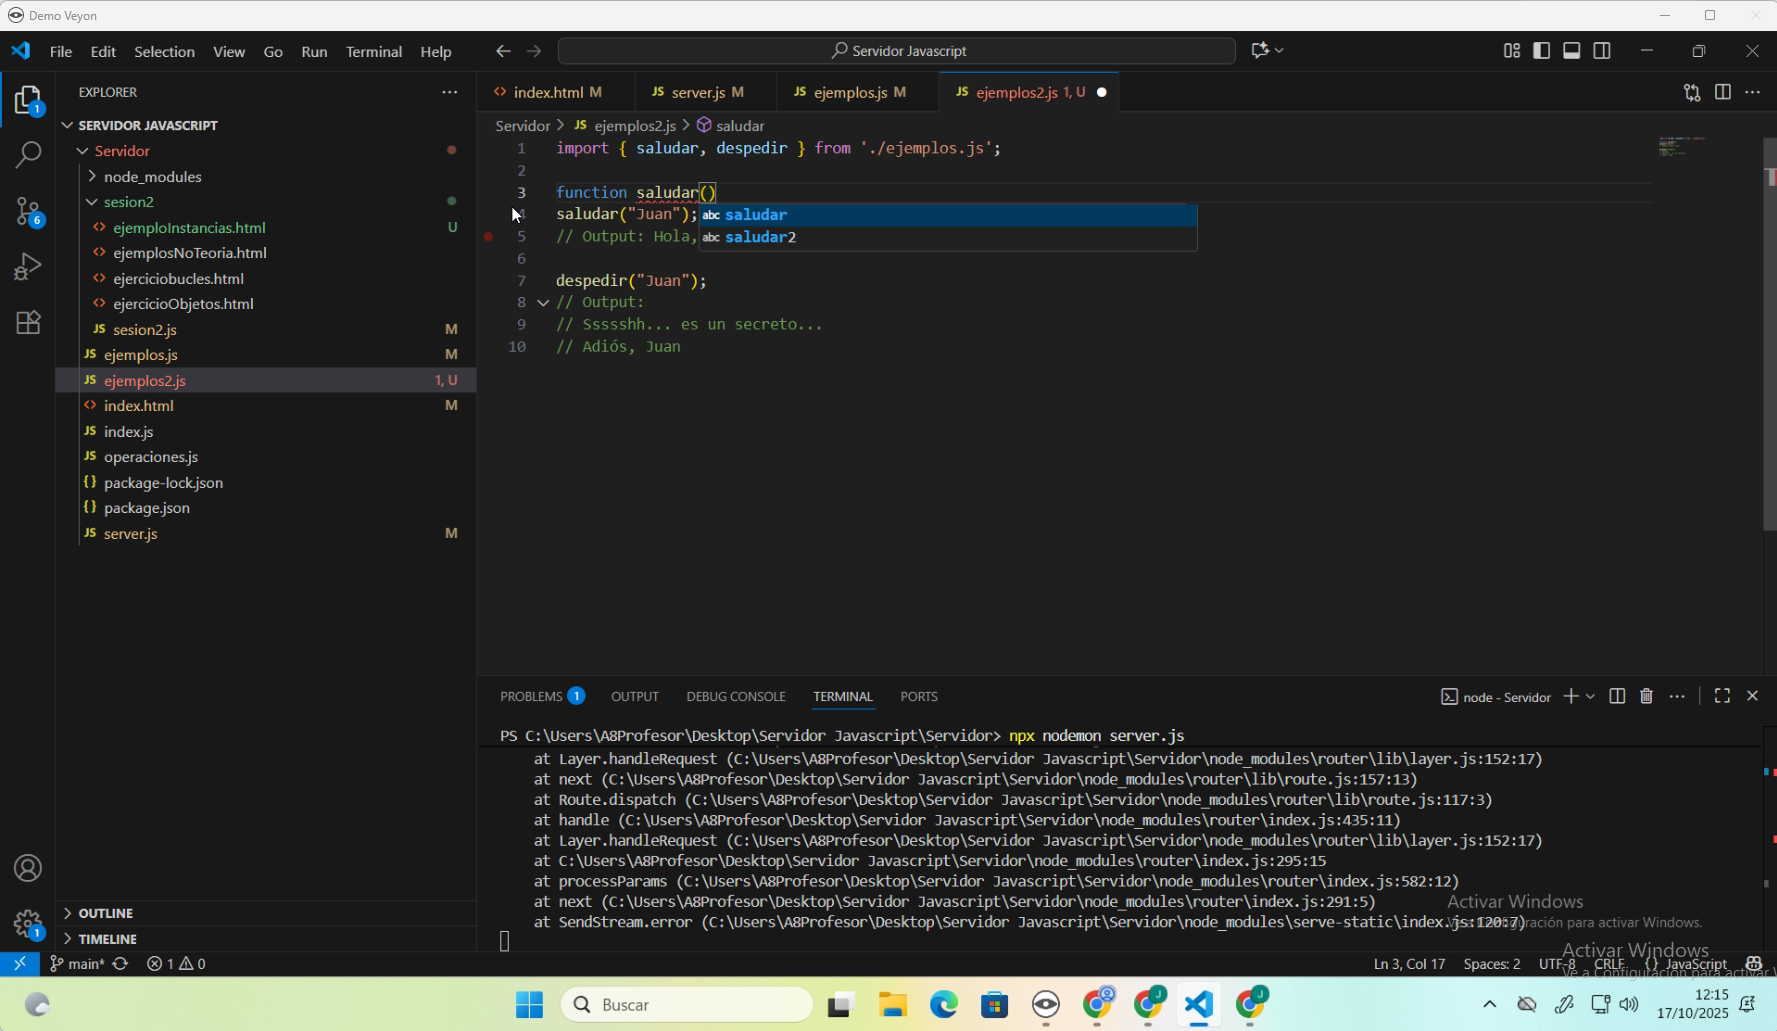 Demo Veyon
File Edit Selection View Go Run Terminal Help
Servidor Javascript
EXPLORER
index.html M
JS server.js M
JS ejemplos.js M
JS ejemplos2.js 1, U
SERVIDOR JAVASCRIPT
Servidor
node_modules
sesion2
ejemploInstancias.html U
ejemplosNoTeoria.html
ejerciciobucles.html
ejercicioObjetos.html
JS sesion2.js M
JS ejemplos.js M
JS ejemplos2.js 1, U
index.html M
JS index.js
JS operaciones.js
{} package-lock.json
{} package.json
JS server.js M
OUTLINE
TIMELINE
Servidor > JS ejemplos2.js > saludar
1 import { saludar, despedir } from './ejemplos.js';
2
3 function saludar()
4 saludar("Juan");
abc saludar
5 // Output: Hola,
abc saludar2
6
7 despedir("Juan");
8 // Output:
9 // Ssssshh... es un secreto...
10 // Adiós, Juan
PROBLEMS 1 OUTPUT DEBUG CONSOLE TERMINAL PORTS
node - Servidor
PS C:\Users\A8Profesor\Desktop\Servidor Javascript\Servidor> npx nodemon server.js
at Layer.handleRequest (C:\Users\A8Profesor\Desktop\Servidor Javascript\Servidor\node_modules\router\lib\layer.js:152:17)
at next (C:\Users\A8Profesor\Desktop\Servidor Javascript\Servidor\node_modules\router\lib\route.js:157:13)
at Route.dispatch (C:\Users\A8Profesor\Desktop\Servidor Javascript\Servidor\node_modules\router\lib\route.js:117:3)
at handle (C:\Users\A8Profesor\Desktop\Servidor Javascript\Servidor\node_modules\router\index.js:435:11)
at Layer.handleRequest (C:\Users\A8Profesor\Desktop\Servidor Javascript\Servidor\node_modules\router\lib\layer.js:152:17)
at C:\Users\A8Profesor\Desktop\Servidor Javascript\Servidor\node_modules\router\index.js:295:15
at processParams (C:\Users\A8Profesor\Desktop\Servidor Javascript\Servidor\node_modules\router\index.js:582:12)
at next (C:\Users\A8Profesor\Desktop\Servidor Javascript\Servidor\node_modules\router\index.js:291:5)
at SendStream.error (C:\Users\A8Profesor\Desktop\Servidor Javascript\Servidor\node_modules\serve-static\index.js:120:7)
Activar Windows
para activar Windows.
Activar Windows
Ve a Configuración para activar
main* 1 0
Ln 3, Col 17 Spaces: 2 UTF-8 CRLF {} JavaScript
Buscar
12:15
17/10/2025